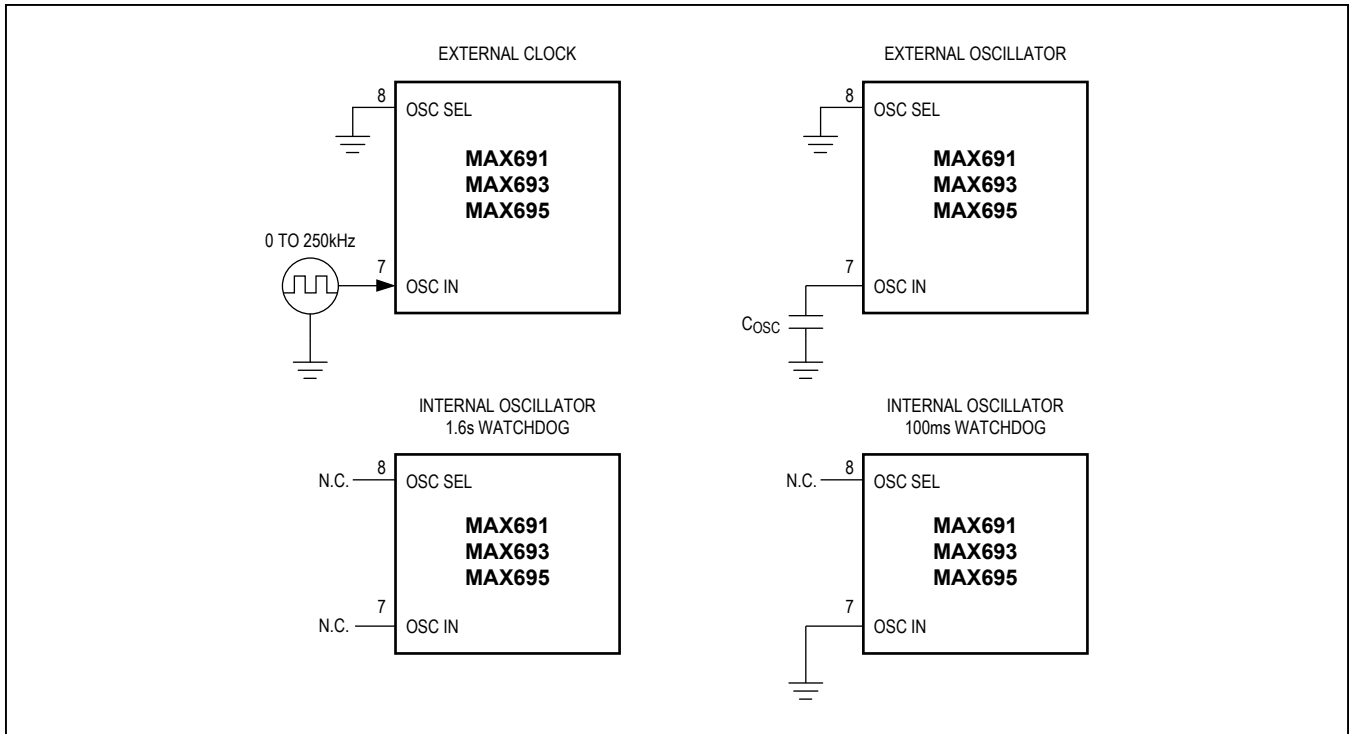 EXTERNAL CLOCK
8
OSC SEL
MAX691
MAX693
MAX695
0 TO 250kHz
7
OSC IN
EXTERNAL OSCILLATOR
8
OSC SEL
MAX691
MAX693
MAX695
7
OSC IN
COSC
INTERNAL OSCILLATOR
1.6s WATCHDOG
N.C.
8
OSC SEL
MAX691
MAX693
MAX695
7
N.C.
OSC IN
INTERNAL OSCILLATOR
100ms WATCHDOG
N.C.
8
OSC SEL
MAX691
MAX693
MAX695
7
OSC IN